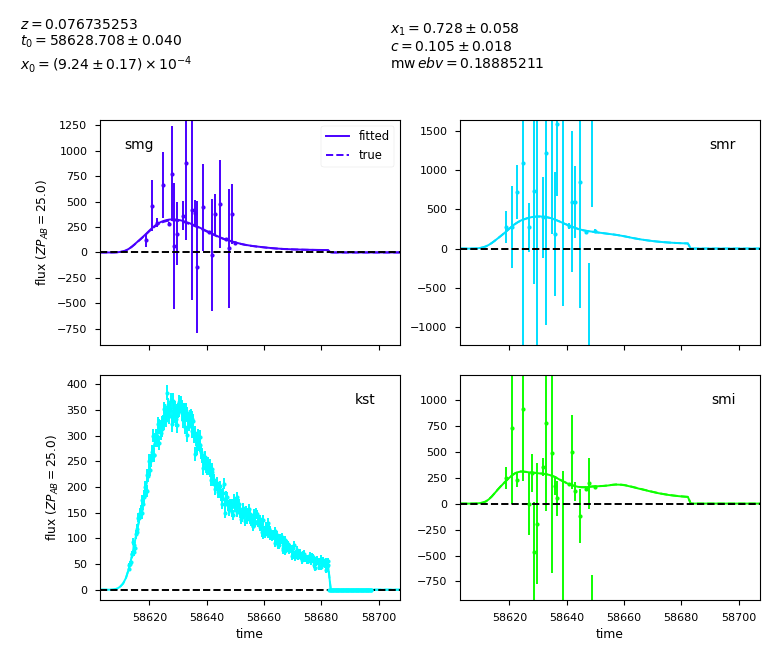 z = 0.076735253
t0 = 58628.708 ± 0.040
x0 = (9.24 ± 0.17) × 10^−4
x1 = 0.728 ± 0.058
c = 0.105 ± 0.018
mw ebv = 0.18885211
smg
fitted
true
1250
1000
750
500
250
0
−250
−500
−750
flux (ZP_AB = 25.0)
smr
1500
1000
500
0
−500
−1000
kst
400
350
300
250
200
150
100
50
0
flux (ZP_AB = 25.0)
58620 58640 58660 58680 58700
time
smi
1000
750
500
250
0
−250
−500
−750
58620 58640 58660 58680 58700
time